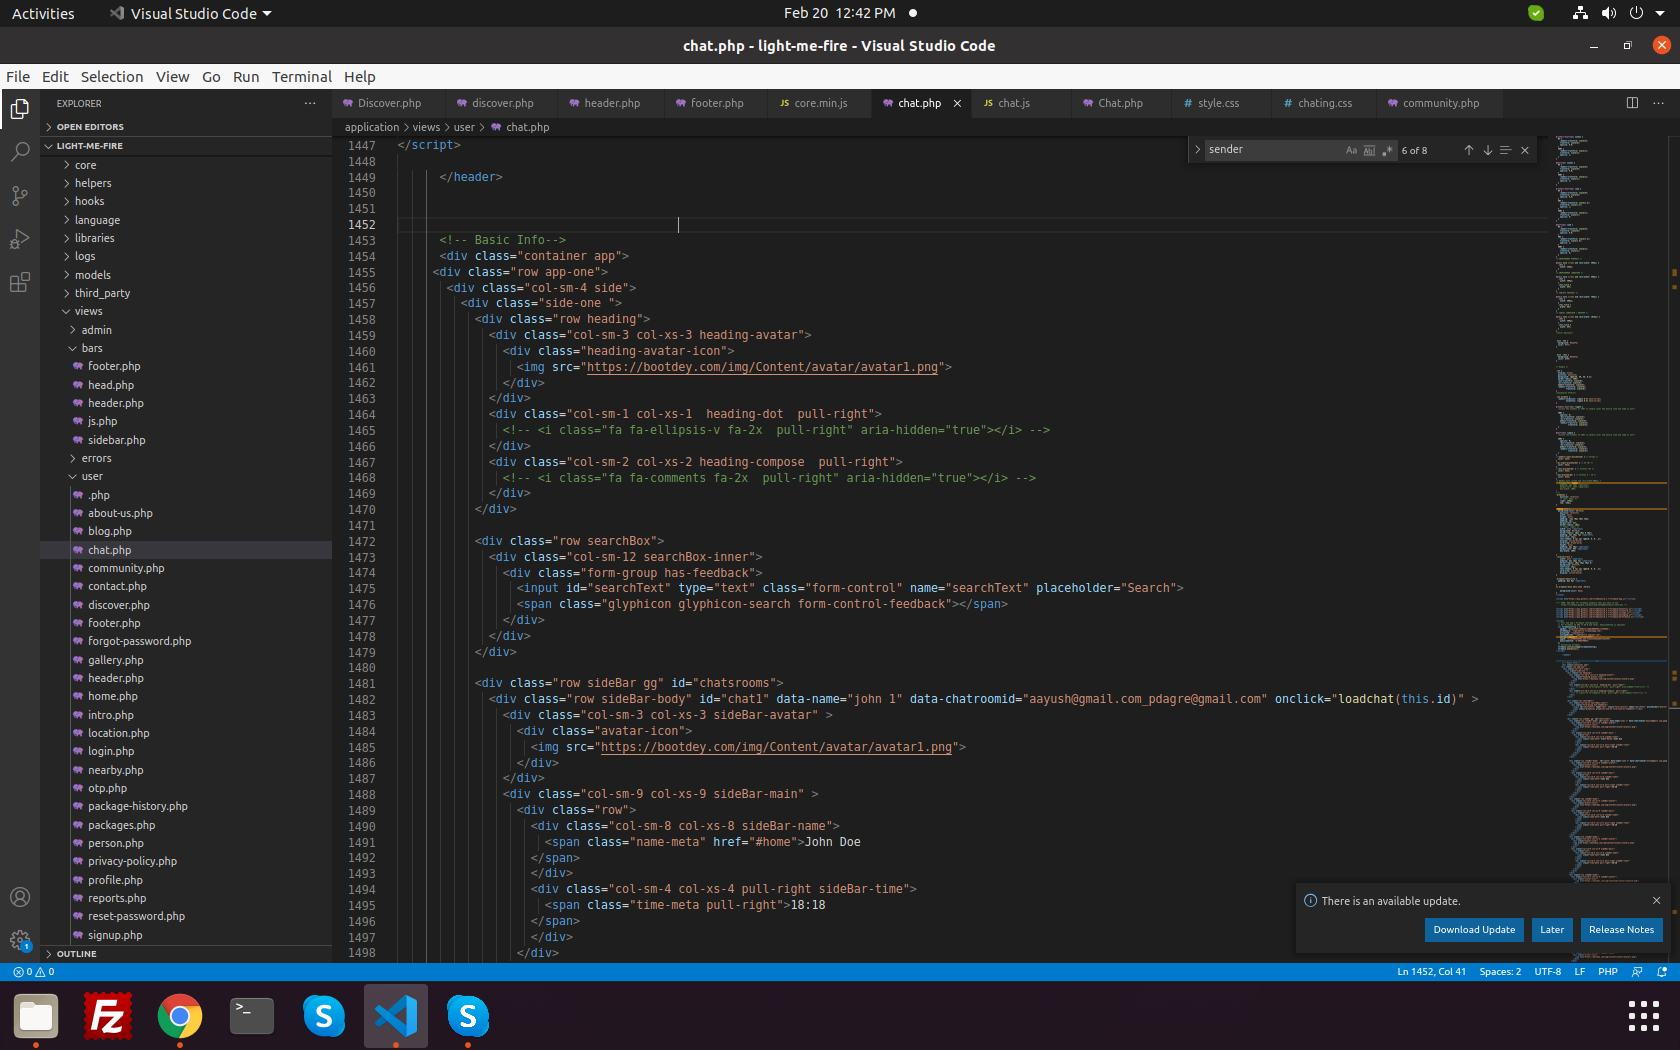 Activities
Visual Studio Code
Feb 20 12:42 PM
chat.php - light-me-fire - Visual Studio Code
File Edit Selection View Go Run Terminal Help
EXPLORER
OPEN EDITORS
LIGHT-ME-FIRE
core
helpers
hooks
language
libraries
logs
models
third_party
views
admin
bars
footer.php
head.php
header.php
js.php
sidebar.php
errors
user
.php
about-us.php
blog.php
chat.php
community.php
contact.php
discover.php
footer.php
forgot-password.php
gallery.php
header.php
home.php
intro.php
location.php
login.php
nearby.php
otp.php
package-history.php
packages.php
person.php
privacy-policy.php
profile.php
reports.php
reset-password.php
signup.php
OUTLINE
Discover.php discover.php header.php footer.php JS core.min.js chat.php JS chat.js Chat.php # style.css # chating.css community.php
application > views > user > chat.php
sender Aa Ab| .* 6 of 8
1447 </script>
1448
1449 </header>
1450
1451
1452
1453 <!-- Basic Info-->
1454 <div class="container app">
1455 <div class="row app-one">
1456 <div class="col-sm-4 side">
1457 <div class="side-one ">
1458 <div class="row heading">
1459 <div class="col-sm-3 col-xs-3 heading-avatar">
1460 <div class="heading-avatar-icon">
1461 <img src="https://bootdey.com/img/Content/avatar/avatar1.png">
1462 </div>
1463 </div>
1464 <div class="col-sm-1 col-xs-1  heading-dot  pull-right">
1465 <!-- <i class="fa fa-ellipsis-v fa-2x  pull-right" aria-hidden="true"></i> -->
1466 </div>
1467 <div class="col-sm-2 col-xs-2 heading-compose  pull-right">
1468 <!-- <i class="fa fa-comments fa-2x  pull-right" aria-hidden="true"></i> -->
1469 </div>
1470 </div>
1471
1472 <div class="row searchBox">
1473 <div class="col-sm-12 searchBox-inner">
1474 <div class="form-group has-feedback">
1475 <input id="searchText" type="text" class="form-control" name="searchText" placeholder="Search">
1476 <span class="glyphicon glyphicon-search form-control-feedback"></span>
1477 </div>
1478 </div>
1479 </div>
1480
1481 <div class="row sideBar gg" id="chatsrooms">
1482 <div class="row sideBar-body" id="chat1" data-name="john 1" data-chatroomid="aayush@gmail.com_pdagre@gmail.com" onclick="loadchat(this.id)" >
1483 <div class="col-sm-3 col-xs-3 sideBar-avatar" >
1484 <div class="avatar-icon">
1485 <img src="https://bootdey.com/img/Content/avatar/avatar1.png">
1486 </div>
1487 </div>
1488 <div class="col-sm-9 col-xs-9 sideBar-main" >
1489 <div class="row">
1490 <div class="col-sm-8 col-xs-8 sideBar-name">
1491 <span class="name-meta" href="#home">John Doe
1492 </span>
1493 </div>
1494 <div class="col-sm-4 col-xs-4 pull-right sideBar-time">
1495 <span class="time-meta pull-right">18:18
1496 </span>
1497 </div>
1498 </div>
There is an available update.
Download Update Later Release Notes
1
0 0
Ln 1452, Col 41 Spaces: 2 UTF-8 LF PHP
Fz
>_
S
S